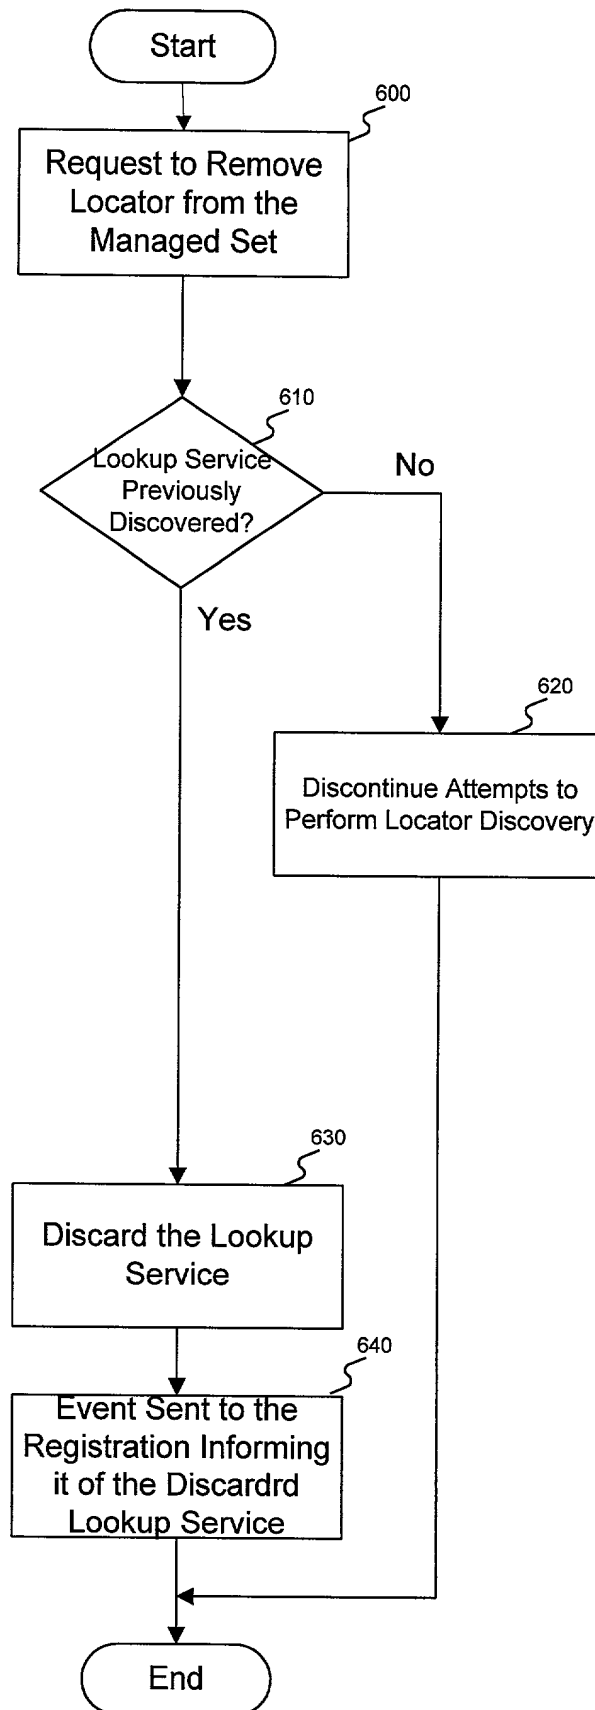 Start
600
Request to Remove
Locator from the
Managed Set
610
Lookup Service
Previously
Discovered?
No
Yes
620
Discontinue Attempts to
Perform Locator Discovery
630
Discard the Lookup
Service
640
Event Sent to the
Registration Informing
it of the Discardrd
Lookup Service
End